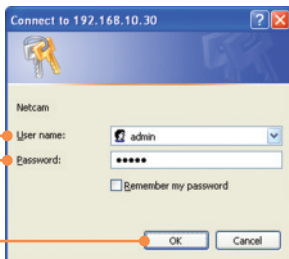 Connect to 192.168.10.30
Netcam
User name:
admin
Password:
•••••
Remember my password
OK
Cancel